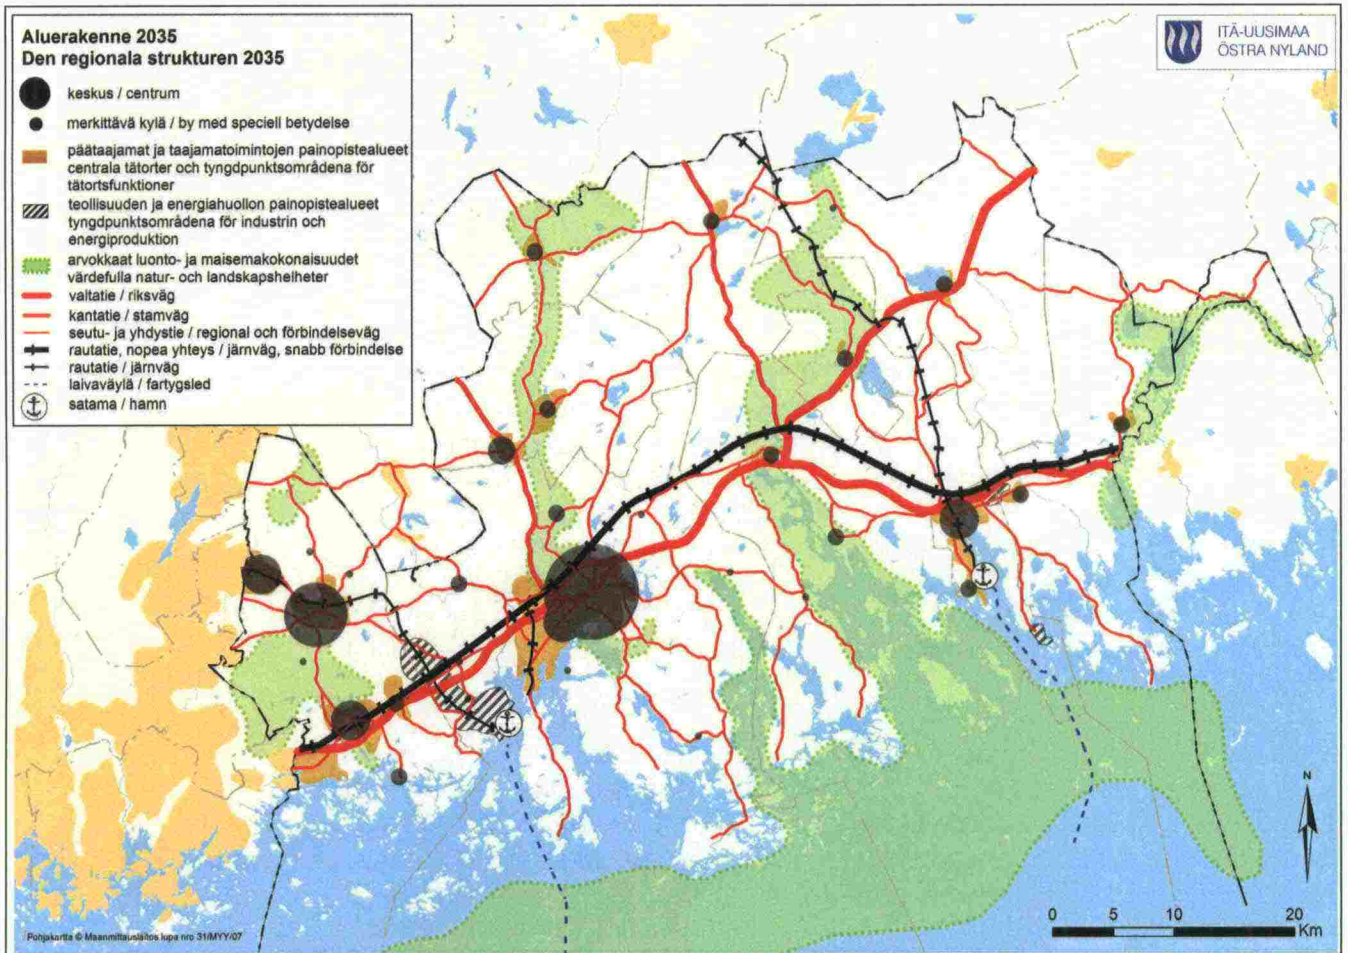 Aluerakenne 2035
Den regionala strukturen 2035
keskus / centrum
merkittävä kylä / by med speciell betydelse
päätaajamat ja taajamatoimintojen painopistealueet
centrala tätorter och tyngdpunktsområdena för
tätortsfunktioner
teollisuuden ja energiahuollon painopistealueet
tyngdpunktsområdena för industrin och
energiproduktion
arvokkaat luonto- ja maisemakokonaisuudet
värdefulla natur- och landskapshelheter
valtatie / riksväg
kantatie / stamväg
seutu- ja yhdystie / regional och förbindelseväg
rautatie, nopea yhteys / järnväg, snabb förbindelse
rautatie / järnväg
laivaväylä / fartygsled
satama / hamn
ITÄ-UUSIMAA
ÖSTRA NYLAND
N
0 5 10 20
Km
Pohjakartta © Maanmittauslaitos lupa nro 31/MYY/07